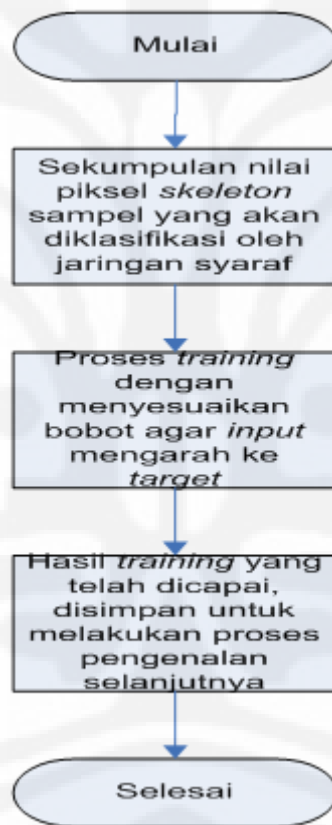 Mulai
Sekumpulan nilai
piksel skeleton
sampel yang akan
diklasifikasi oleh
jaringan syaraf
Proses training
dengan
menyesuaikan
bobot agar input
mengarah ke
target
Hasil training yang
telah dicapai,
disimpan untuk
melakukan proses
pengenalan
selanjutnya
Selesai